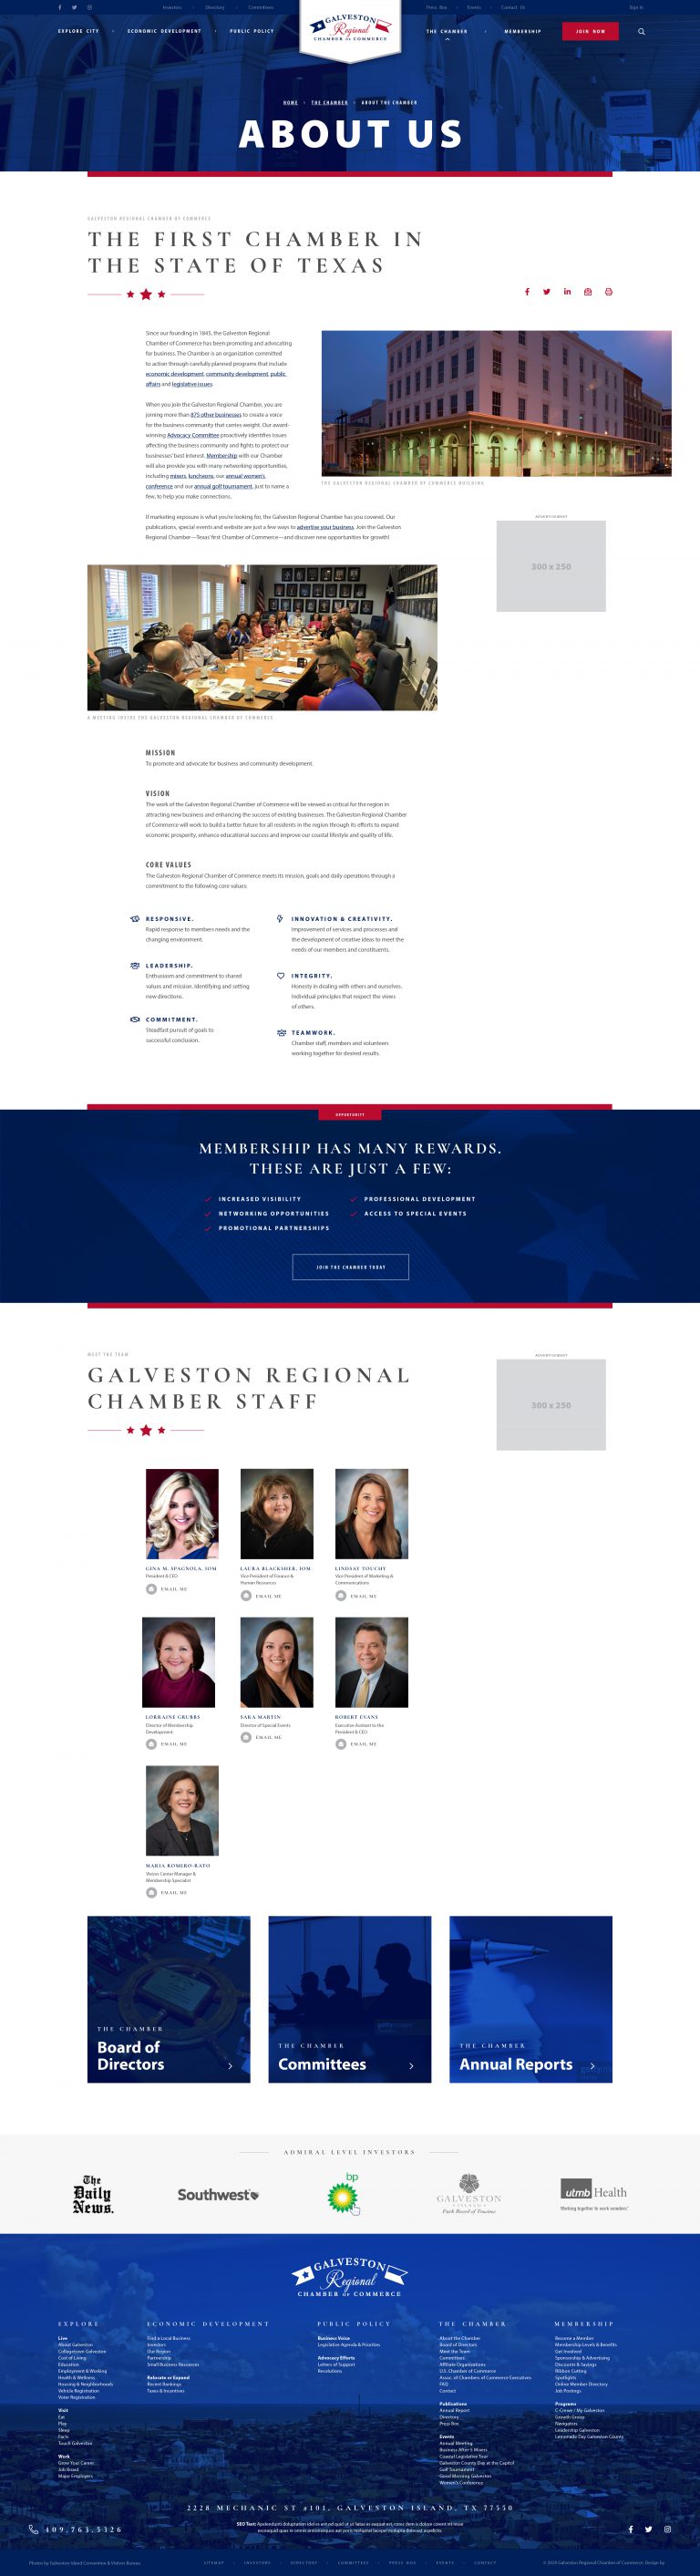 Investors
Directory
Committees
Press Box
Events
Contact Us
Sign In
EXPLORE CITY
ECONOMIC DEVELOPMENT
PUBLIC POLICY
GALVESTON
Regional
CHAMBER OF COMMERCE
THE CHAMBER
MEMBERSHIP
JOIN NOW
HOME
THE CHAMBER
ABOUT THE CHAMBER
ABOUT US
GALVESTON REGIONAL CHAMBER OF COMMERCE
THE FIRST CHAMBER IN
THE STATE OF TEXAS
Since our founding in 1845, the Galveston Regional
Chamber of Commerce has been promoting and advocating
for business. The Chamber is an organization committed
to action through carefully planned programs that include
economic development, community development, public
affairs and legislative issues.
When you join the Galveston Regional Chamber, you are
joining more than 875 other businesses to create a voice
for the business community that carries weight. Our award-
winning Advocacy Committee proactively identifies issues
affecting the business community and fights to protect our
businesses' best interest. Membership with our Chamber
will also provide you with many networking opportunities,
including mixers, luncheons, our annual women's
conference and our annual golf tournament, just to name a
few, to help you make connections.
THE GALVESTON REGIONAL CHAMBER OF COMMERCE BUILDING
If marketing exposure is what you're looking for, the Galveston Regional Chamber has you covered. Our
publications, special events and website are just a few ways to advertise your business. Join the Galveston
Regional Chamber—Texas' first Chamber of Commerce—and discover new opportunities for growth!
ADVERTISEMENT
300 x 250
A MEETING INSIDE THE GALVESTON REGIONAL CHAMBER OF COMMERCE
MISSION
To promote and advocate for business and community development.
VISION
The work of the Galveston Regional Chamber of Commerce will be viewed as critical for the region in
attracting new business and enhancing the success of existing businesses. The Galveston Regional Chamber
of Commerce will work to build a better future for all residents in the region through its efforts to expand
economic prosperity, enhance educational success and improve our coastal lifestyle and quality of life.
CORE VALUES
The Galveston Regional Chamber of Commerce meets its mission, goals and daily operations through a
commitment to the following core values:
RESPONSIVE.
Rapid response to members needs and the
changing environment.
LEADERSHIP.
Enthusiasm and commitment to shared
values and mission. Identifying and setting
new directions.
COMMITMENT.
Steadfast pursuit of goals to
successful conclusion.
INNOVATION & CREATIVITY.
Improvement of services and processes and
the development of creative ideas to meet the
needs of our members and constituents.
INTEGRITY.
Honesty in dealing with others and ourselves.
Individual principles that respect the views
of others.
TEAMWORK.
Chamber staff, members and volunteers
working together for desired results.
OPPORTUNITY
MEMBERSHIP HAS MANY REWARDS.
THESE ARE JUST A FEW:
INCREASED VISIBILITY
NETWORKING OPPORTUNITIES
PROMOTIONAL PARTNERSHIPS
PROFESSIONAL DEVELOPMENT
ACCESS TO SPECIAL EVENTS
JOIN THE CHAMBER TODAY
MEET THE TEAM
GALVESTON REGIONAL
CHAMBER STAFF
ADVERTISEMENT
300 x 250
GINA M. SPAGNOLA, IOM
President & CEO
EMAIL ME
LAURA BLACKSHER, IOM
Vice President of Finance &
Human Resources
EMAIL ME
LINDSAY TOUCHY
Vice President of Marketing &
Communications
EMAIL ME
LORRAINE GRUBBS
Director of Membership
Development
EMAIL ME
SARA MARTIN
Director of Special Events
EMAIL ME
ROBERT EVANS
Executive Assistant to the
President & CEO
EMAIL ME
MARIA ROMERO-RATO
Visitors Center Manager &
Membership Specialist
EMAIL ME
THE CHAMBER
Board of
Directors
THE CHAMBER
Committees
THE CHAMBER
Annual Reports
ADMIRAL LEVEL INVESTORS
The
Daily
News.
Southwest
bp
GALVESTON
ISLAND
Park Board of Trustees
utmb Health
Working together to work wonders.
GALVESTON
Regional
CHAMBER OF COMMERCE
EXPLORE
Live
About Galveston
Collegetown Galveston
Cost of Living
Education
Employment & Working
Health & Wellness
Housing & Neighborhoods
Vehicle Registration
Voter Registration
Visit
Eat
Play
Sleep
Facts
Touch Galveston
Work
Grow Your Career
Job Board
Major Employers
ECONOMIC DEVELOPMENT
Find a Local Business
Investors
Our Region
Partnership
Small Business Resources
Relocate or Expand
Recent Rankings
Taxes & Incentives
PUBLIC POLICY
Business Voice
Legislative Agenda & Priorities
Advocacy Efforts
Letters of Support
Resolutions
THE CHAMBER
About the Chamber
Board of Directors
Meet the Team
Committees
Affiliate Organizations
U.S. Chamber of Commerce
Assoc. of Chambers of Commerce Executives
FAQ
Contact
Publications
Annual Report
Directory
Press Box
Events
Annual Meeting
Business After 5 Mixers
Coastal Legislative Tour
Galveston County Day at the Capitol
Golf Tournament
Good Morning Galveston
Women's Conference
MEMBERSHIP
Become a Member
Membership Levels & Benefits
Get Involved
Sponsorship & Advertising
Discounts & Savings
Spotlights
Ribbon Cutting
Online Member Directory
Job Postings
Programs
C-Crewe / My Galveston
Growth Group
Navigators
Leadership Galveston
Lemonade Day Galveston County
2228 MECHANIC ST #101, GALVESTON ISLAND, TX 77550
409.763.5326
SEO Text:
Photos by Galveston Island Convention & Visitors Bureau
SITEMAP
INVESTORS
DIRECTORY
COMMITTEES
PRESS BOX
EVENTS
CONTACT
© 2020 Galveston Regional Chamber of Commerce. Design by